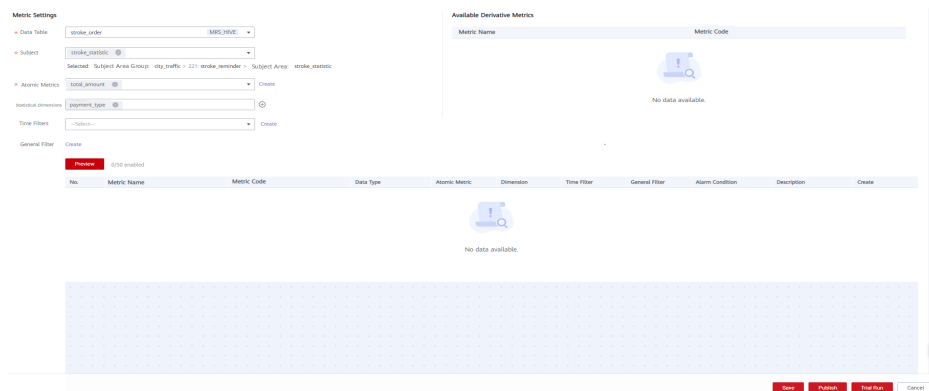 Metric Settings
* Data Table stroke_order MRS_HIVE
* Subject stroke_statistic
Selected: Subject Area Group: city_traffic > 221: stroke_reminder > Subject Area: stroke_statistic
* Atomic Metrics total_amount Create
Statistical Dimensions payment_type
Time Filters --Select-- Create
General Filter Create
Available Derivative Metrics
Metric Name Metric Code
No data available.
Preview 0/50 enabled
No. Metric Name Metric Code Data Type Atomic Metric Dimension Time Filter General Filter Alarm Condition Description Create
No data available.
Save Publish Trial Run Cancel